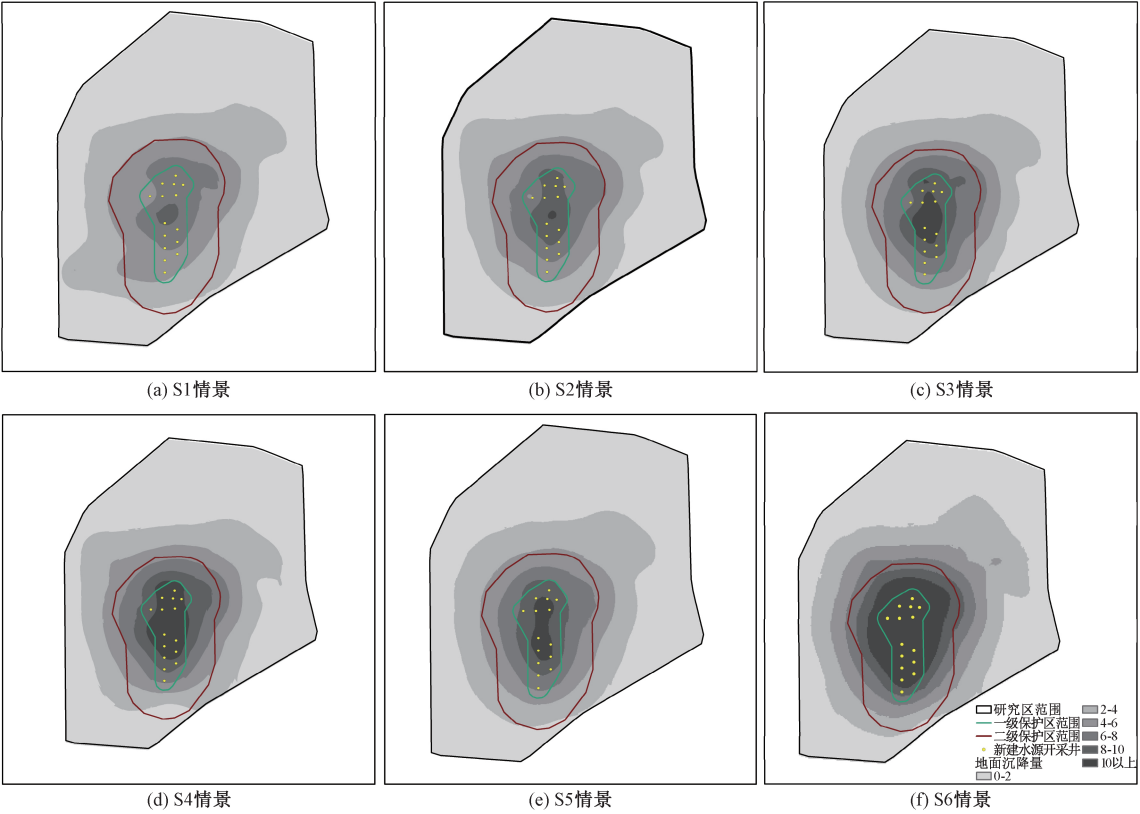 (a) S1情景
(b) S2情景
(c) S3情景
研究区范围
一级保护区范围
二级保护区范围
新建水源开采井
地面沉降量
0-2
2-4
4-6
6-8
8-10
10以上
(d) S4情景
(e) S5情景
(f) S6情景